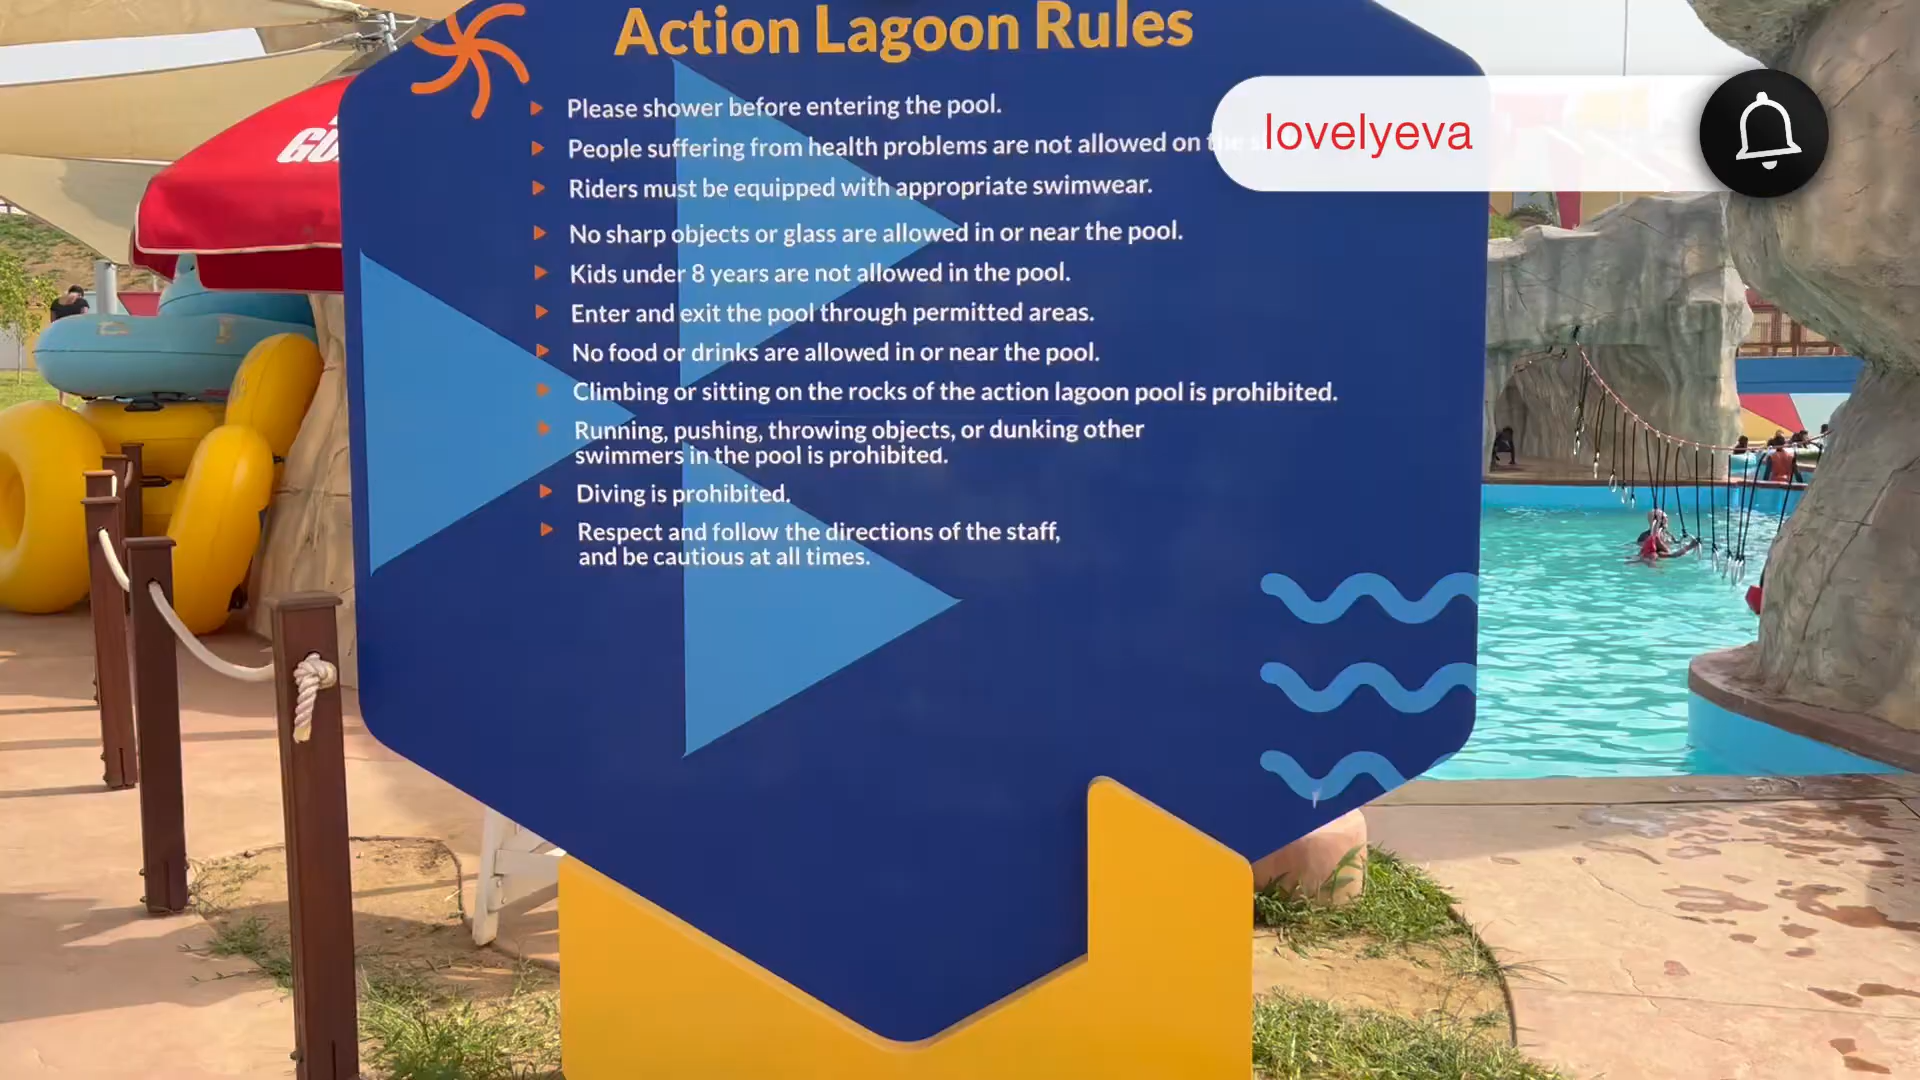 Action Lagoon Rules
Please shower before entering the pool.
People suffering from health problems are not allowed on the
lovelyeva
Riders must be equipped with appropriate swimwear.
No sharp objects or glass are allowed in or near the pool.
Kids under 8 years are not allowed in the pool.
Enter and exit the pool through permitted areas.
No food or drinks are allowed in or near the pool.
Climbing or sitting on the rocks of the action lagoon pool is prohibited.
Running, pushing, throwing objects, or dunking other
swimmers in the pool is prohibited.
Diving is prohibited.
Respect and follow the directions of the staff,
and be cautious at all times.